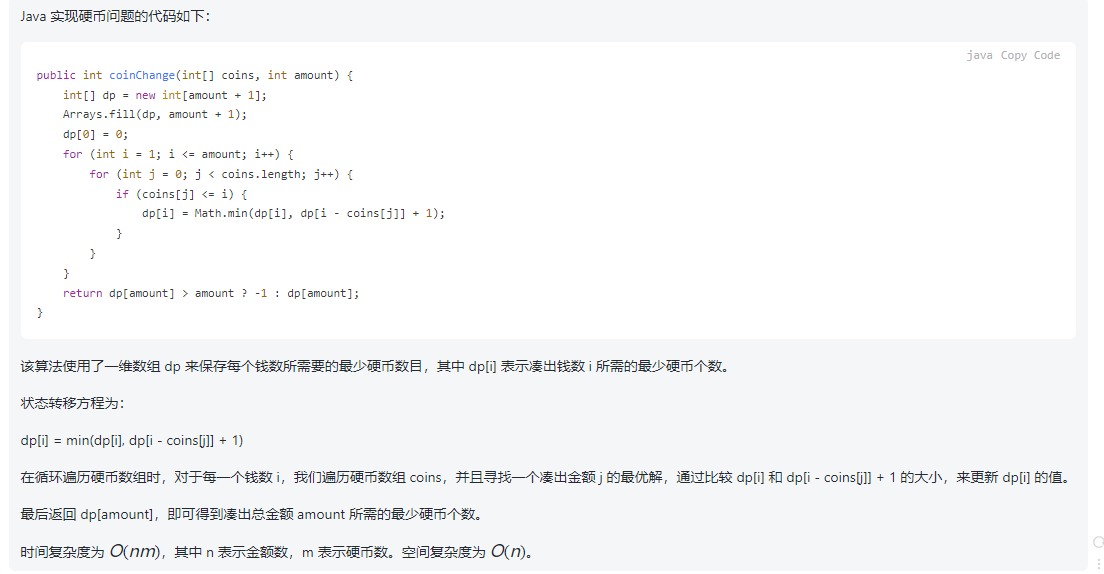 Java 实现硬币问题的代码如下：
java Copy Code
public int coinChange(int[] coins, int amount) {
    int[] dp = new int[amount + 1];
    Arrays.fill(dp, amount + 1);
    dp[0] = 0;
    for (int i = 1; i <= amount; i++) {
        for (int j = 0; j < coins.length; j++) {
            if (coins[j] <= i) {
                dp[i] = Math.min(dp[i], dp[i - coins[j]] + 1);
            }
        }
    }
    return dp[amount] > amount ? -1 : dp[amount];
}
该算法使用了一维数组 dp 来保存每个钱数所需要的最少硬币数目，其中 dp[i] 表示凑出钱数 i 所需的最少硬币个数。
状态转移方程为：
dp[i] = min(dp[i], dp[i - coins[j]] + 1)
在循环遍历硬币数组时，对于每一个钱数 i，我们遍历硬币数组 coins，并且寻找一个凑出金额 j 的最优解，通过比较 dp[i] 和 dp[i - coins[j]] + 1 的大小，来更新 dp[i] 的值。
最后返回 dp[amount]，即可得到凑出总金额 amount 所需的最少硬币个数。
时间复杂度为 O(nm)，其中 n 表示金额数，m 表示硬币数。空间复杂度为 O(n)。